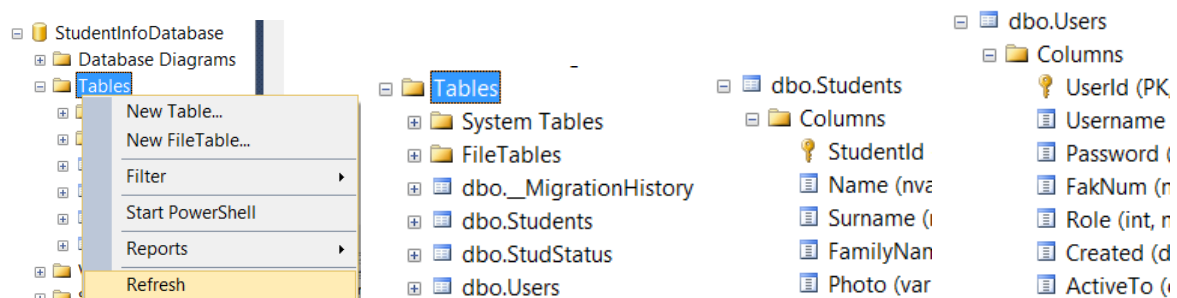 StudentInfoDatabase
Database Diagrams
Tables
New Table...
New FileTable...
Filter
Start PowerShell
Reports
Refresh
Tables
System Tables
FileTables
dbo.__MigrationHistory
dbo.Students
dbo.StudStatus
dbo.Users
dbo.Students
Columns
StudentId
Name (nva
Surname (
FamilyNan
Photo (var
dbo.Users
Columns
UserId (PK,
Username
Password (
FakNum (n
Role (int, n
Created (d
ActiveTo (